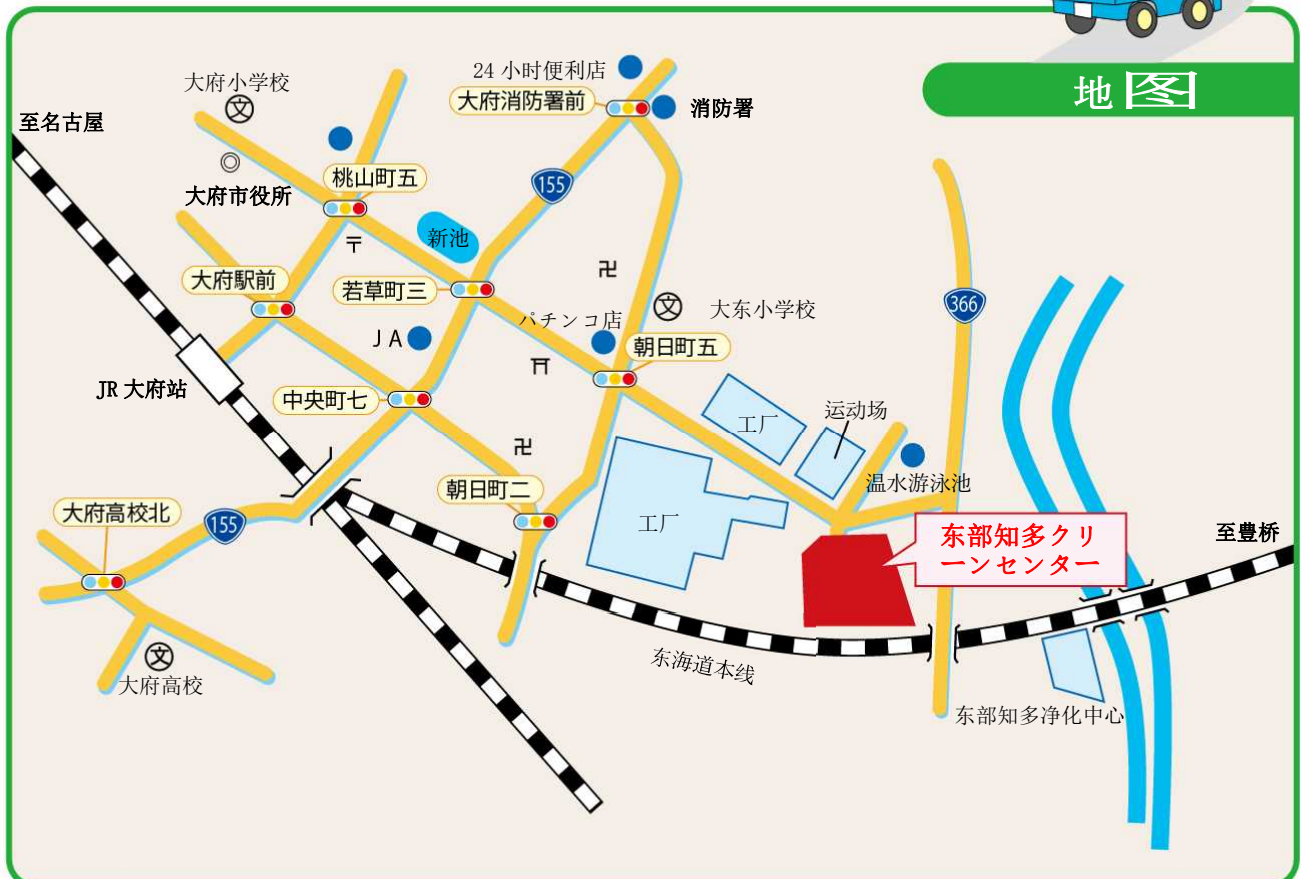 地图
24 小时便利店
大府小学校
大府消防署前
消防署
至名古屋
文
桃山町五
155
大府市役所
〒
新池
卍
大府駅前
若草町三
文
大东小学校
366
パチンコ店
ＪＡ
朝日町五
JR 大府站
中央町七
工厂
运动场
卍
温水游泳池
朝日町二
大府高校北
155
工厂
东部知多クリ
ーンセンター
至豊桥
文
大府高校
东海道本线
东部知多净化中心